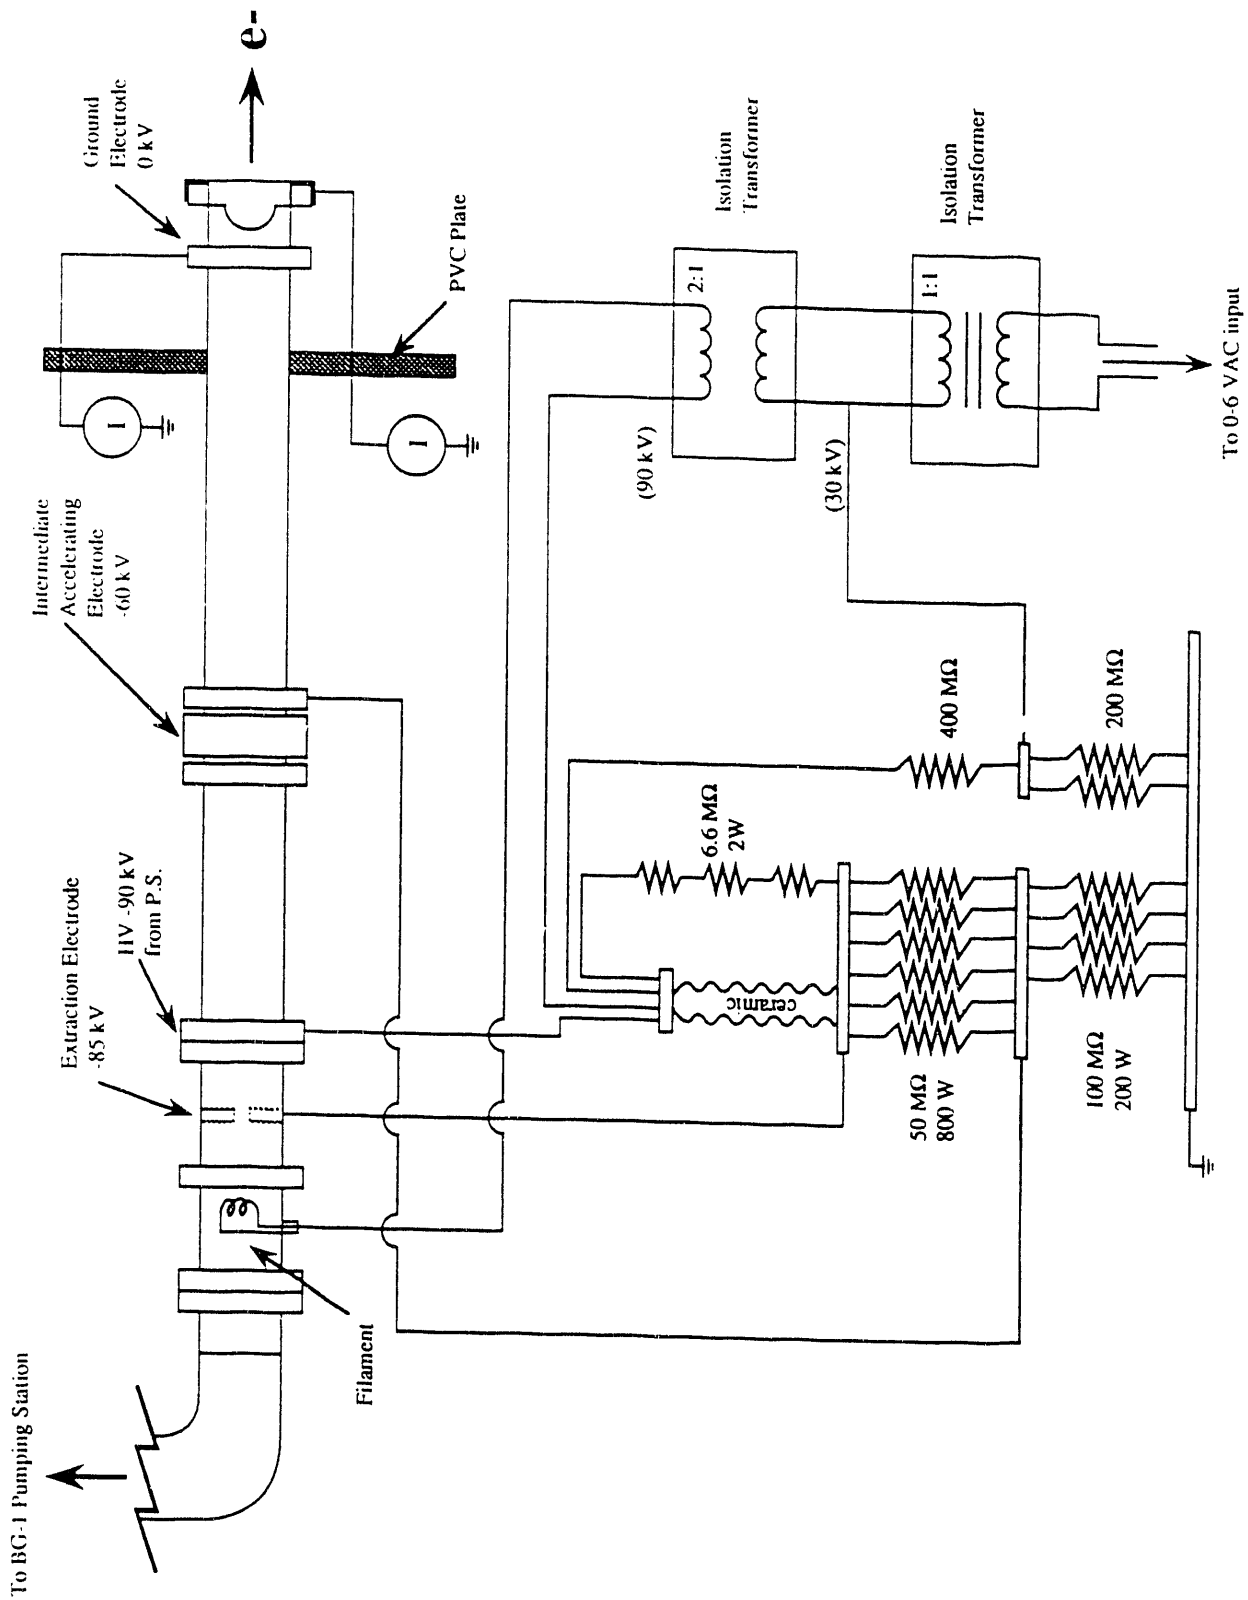 To BG-1 Pumping Station
Filament
Extraction Electrode
-85 kV
HV -90 kV
from P.S.
Intermediate
Accelerating
Electrode
-60 kV
Ground
Electrode
0 kV
e-
I
I
PVC Plate
(90 kV)
2:1
Isolation
Transformer
(30 kV)
1:1
Isolation
Transformer
To 0-6 VAC input
ceramic
6.6 MΩ
2W
400 MΩ
50 MΩ
800 W
100 MΩ
200 W
200 MΩ